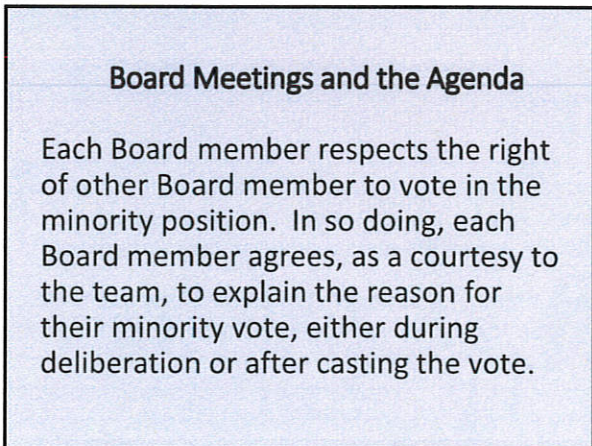 Board Meetings and the Agenda
Each Board member respects the right
of other Board member to vote in the
minority position.  In so doing, each
Board member agrees, as a courtesy to
the team, to explain the reason for
their minority vote, either during
deliberation or after casting the vote.